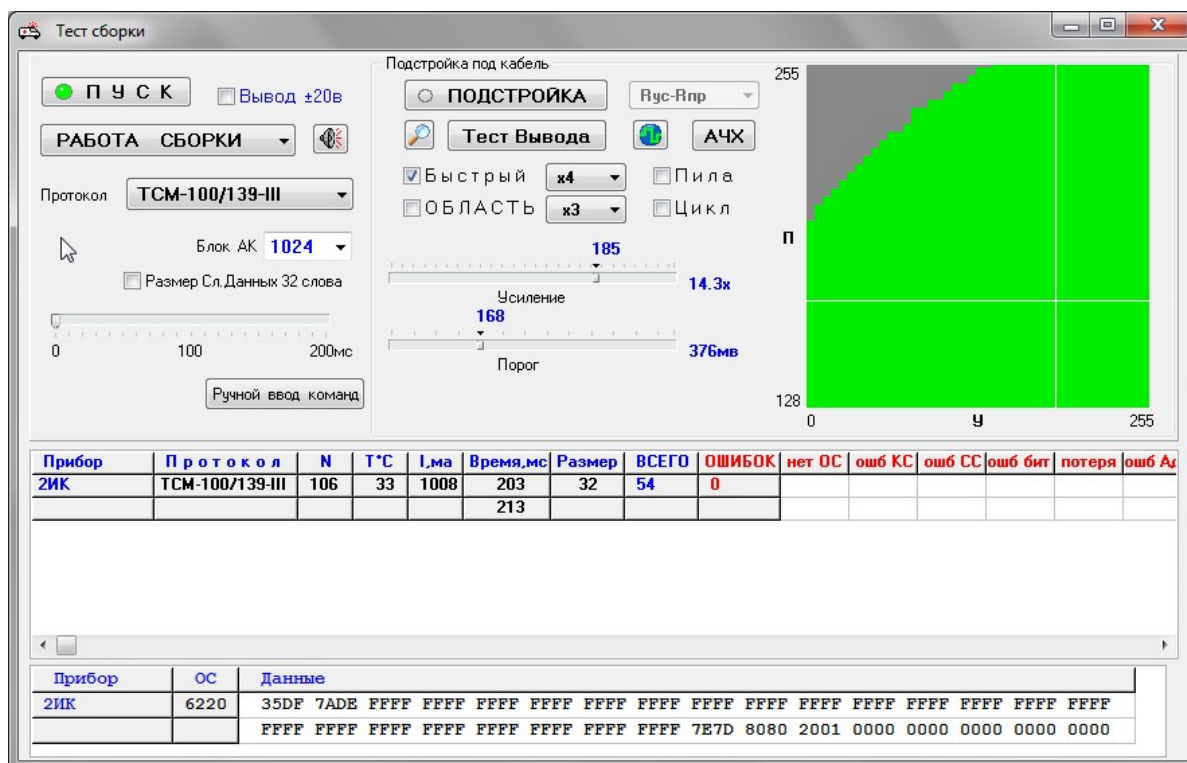 Тест сборки
ПУСК
Вывод ±20в
РАБОТА СБОРКИ
Протокол
ТСМ-100/139-III
Блок АК
1024
Размер Сл.Данных 32 слова
0 100 200мс
Ручной ввод команд
Подстройка под кабель
ПОДСТРОЙКА
Rус-Rпр
Тест Вывода
АЧХ
Быстрый
x4
Пила
ОБЛАСТЬ
x3
Цикл
185
14.3x
Усиление
168
376мв
Порог
255
П
128
0 У 255
Прибор Протокол N T°C I,ма Время,мс Размер ВСЕГО ОШИБОК нет ОС ошб КС ошб СС ошб бит потеря
2ИК ТСМ-100/139-III 106 33 1008 203 32 54 0
213
Прибор ОС Данные
2ИК 6220 35DF 7ADE FFFF FFFF FFFF FFFF FFFF FFFF FFFF FFFF FFFF FFFF FFFF FFFF FFFF FFFF
FFFF FFFF FFFF FFFF FFFF FFFF FFFF FFFF 7E7D 8080 2001 0000 0000 0000 0000 0000